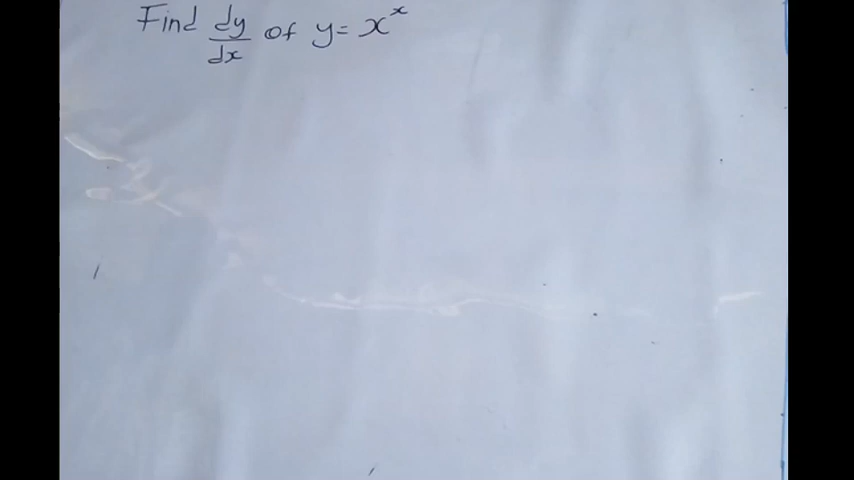 Find dy/dx of y = x^x